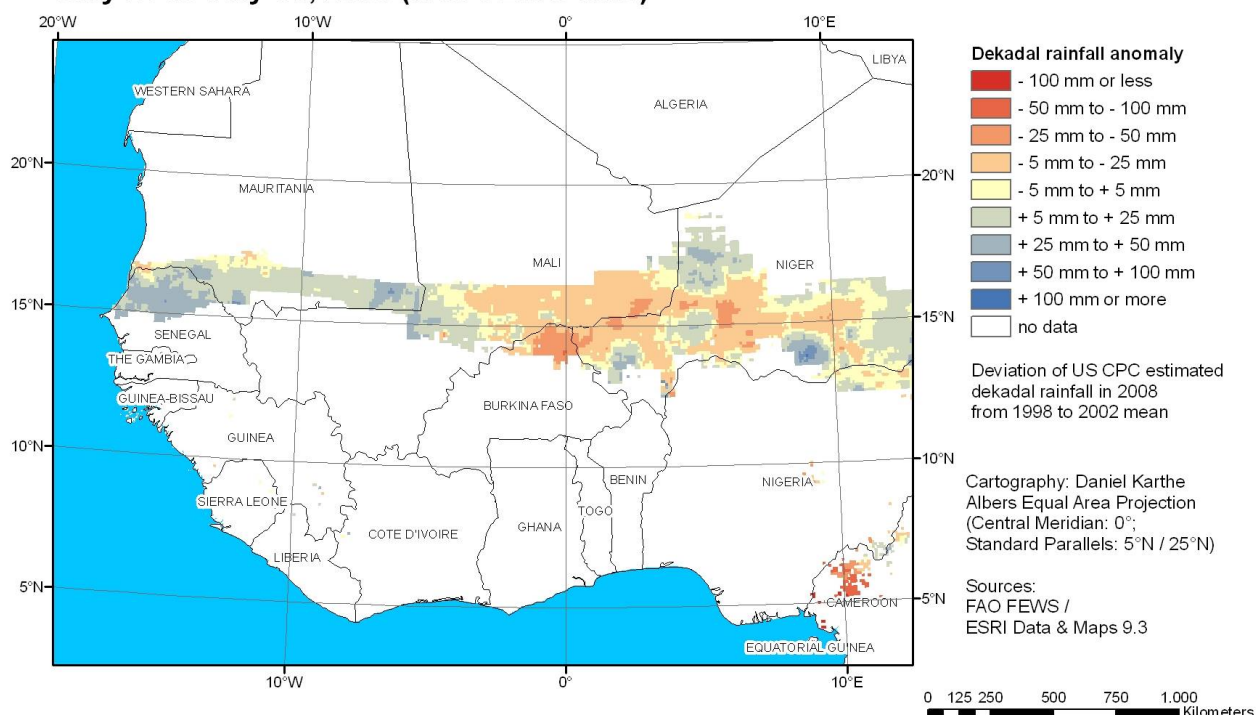 20°W
10°W
0°
10°E
LIBYA
WESTERN SAHARA
ALGERIA
20°N
MAURITANIA
20°N
MALI
NIGER
15°N
15°N
SENEGAL
THE GAMBIA
GUINEA-BISSAU
BURKINA FASO
GUINEA
10°N
10°N
BENIN
NIGERIA
SIERRA LEONE
TOGO
GHANA
COTE D'IVOIRE
LIBERIA
5°N
5°N
CAMEROON
EQUATORIAL GUINEA
10°W
0°
10°E
Dekadal rainfall anomaly
- 100 mm or less
- 50 mm to - 100 mm
- 25 mm to - 50 mm
- 5 mm to - 25 mm
- 5 mm to + 5 mm
+ 5 mm to + 25 mm
+ 25 mm to + 50 mm
+ 50 mm to + 100 mm
+ 100 mm or more
no data
Deviation of US CPC estimated
dekadal rainfall in 2008
from 1998 to 2002 mean
Cartography: Daniel Karthe
Albers Equal Area Projection
(Central Meridian: 0°;
Standard Parallels: 5°N / 25°N)
Sources:
FAO FEWS /
ESRI Data & Maps 9.3
0 125 250 500 750 1.000
Kilometers